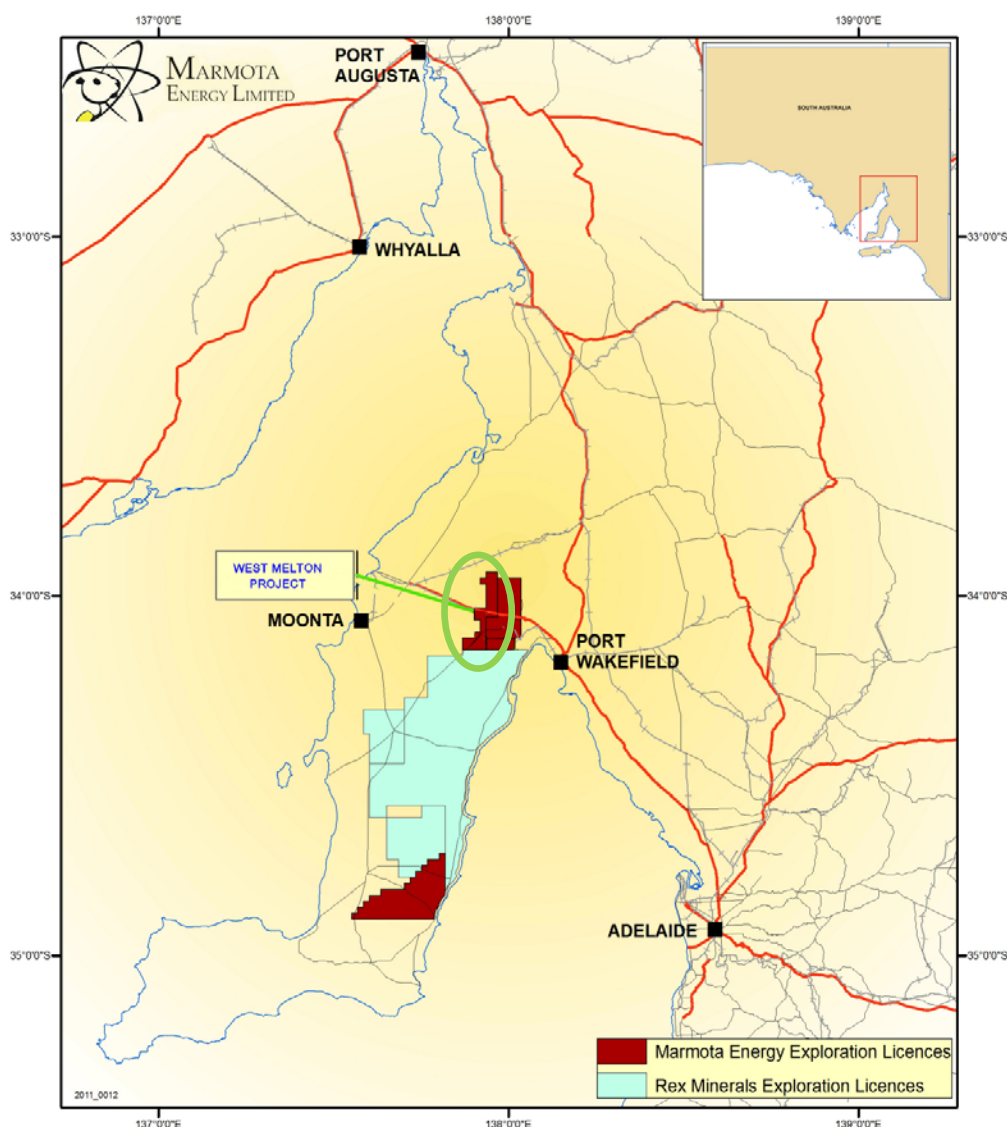 137°0'0"E
138°0'0"E
139°0'0"E
MARMOTA
ENERGY LIMITED
PORT
AUGUSTA
SOUTH AUSTRALIA
33°0'0"S
33°0'0"S
WHYALLA
WEST MELTON
PROJECT
34°0'0"S
34°0'0"S
MOONTA
PORT
WAKEFIELD
ADELAIDE
35°0'0"S
35°0'0"S
Marmota Energy Exploration Licences
Rex Minerals Exploration Licences
2011_0012
137°0'0"E
138°0'0"E
139°0'0"E